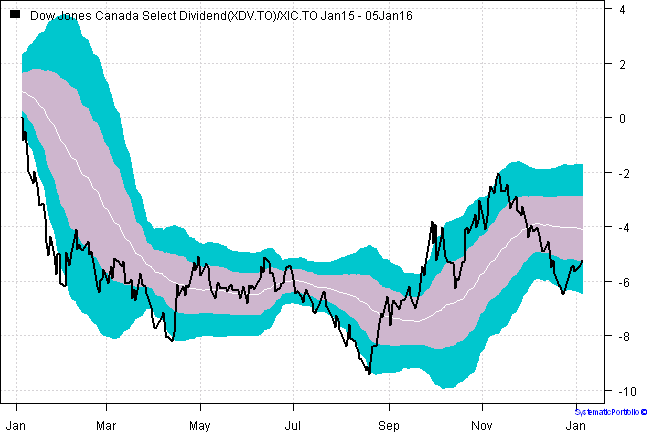 Dow Jones Canada Select Dividend(XDV.TO)/XIC.TO Jan15 - 05Jan16
4
2
0
-2
-4
-6
-8
-10
Jan Mar May Jul Sep Nov Jan
SystematicPortfolio ©